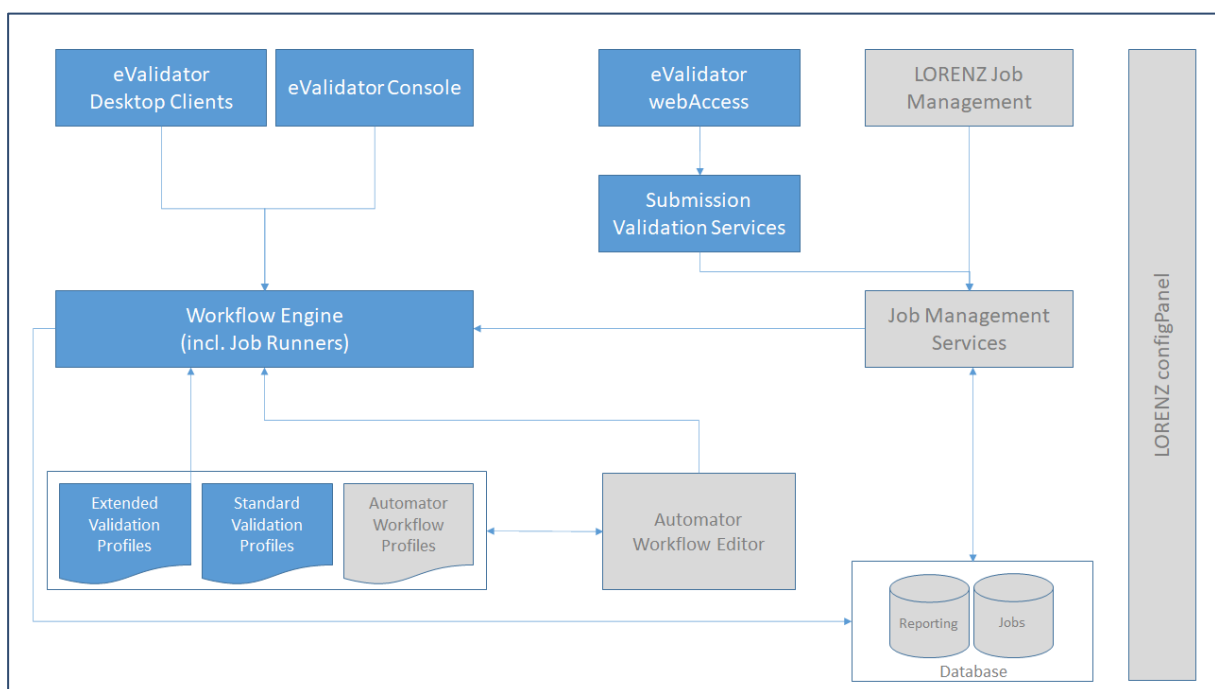 eValidator
Desktop Clients
eValidator Console
eValidator
webAccess
LORENZ Job
Management
Submission
Validation Services
Workflow Engine
(incl. Job Runners)
Job Management
Services
LORENZ configPanel
Extended
Validation
Profiles
Standard
Validation
Profiles
Automator
Workflow
Profiles
Automator
Workflow Editor
Reporting
Jobs
Database